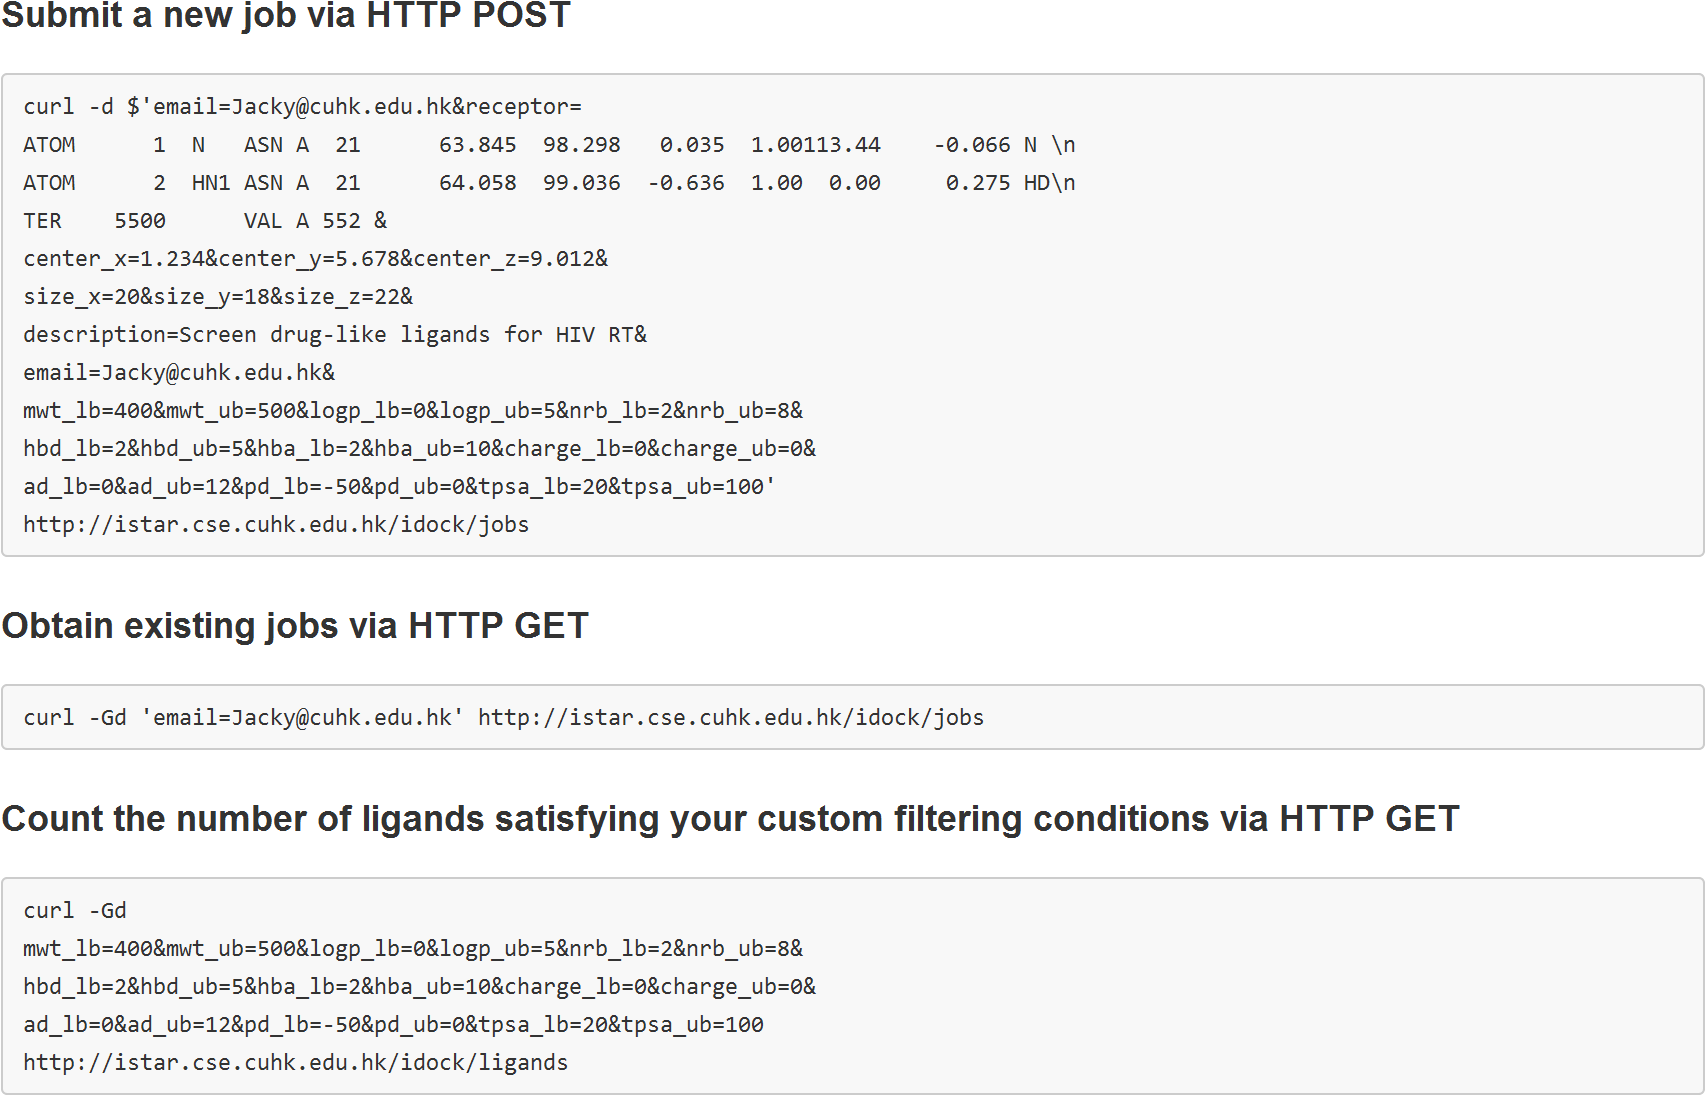 Submit a new job via HTTP POST
curl -d $'email=Jacky@cuhk.edu.hk&receptor=
ATOM      1  N   ASN A  21      63.845  98.298   0.035  1.00113.44    -0.066 N \n
ATOM      2  HN1 ASN A  21      64.058  99.036  -0.636  1.00  0.00     0.275 HD\n
TER    5500      VAL A 552 &
center_x=1.234&center_y=5.678&center_z=9.012&
size_x=20&size_y=18&size_z=22&
description=Screen drug-like ligands for HIV RT&
email=Jacky@cuhk.edu.hk&
mwt_lb=400&mwt_ub=500&logp_lb=0&logp_ub=5&nrb_lb=2&nrb_ub=8&
hbd_lb=2&hbd_ub=5&hba_lb=2&hba_ub=10&charge_lb=0&charge_ub=0&
ad_lb=0&ad_ub=12&pd_lb=-50&pd_ub=0&tpsa_lb=20&tpsa_ub=100'
http://istar.cse.cuhk.edu.hk/idock/jobs
Obtain existing jobs via HTTP GET
curl -Gd 'email=Jacky@cuhk.edu.hk' http://istar.cse.cuhk.edu.hk/idock/jobs
Count the number of ligands satisfying your custom filtering conditions via HTTP GET
curl -Gd
mwt_lb=400&mwt_ub=500&logp_lb=0&logp_ub=5&nrb_lb=2&nrb_ub=8&
hbd_lb=2&hbd_ub=5&hba_lb=2&hba_ub=10&charge_lb=0&charge_ub=0&
ad_lb=0&ad_ub=12&pd_lb=-50&pd_ub=0&tpsa_lb=20&tpsa_ub=100
http://istar.cse.cuhk.edu.hk/idock/ligands